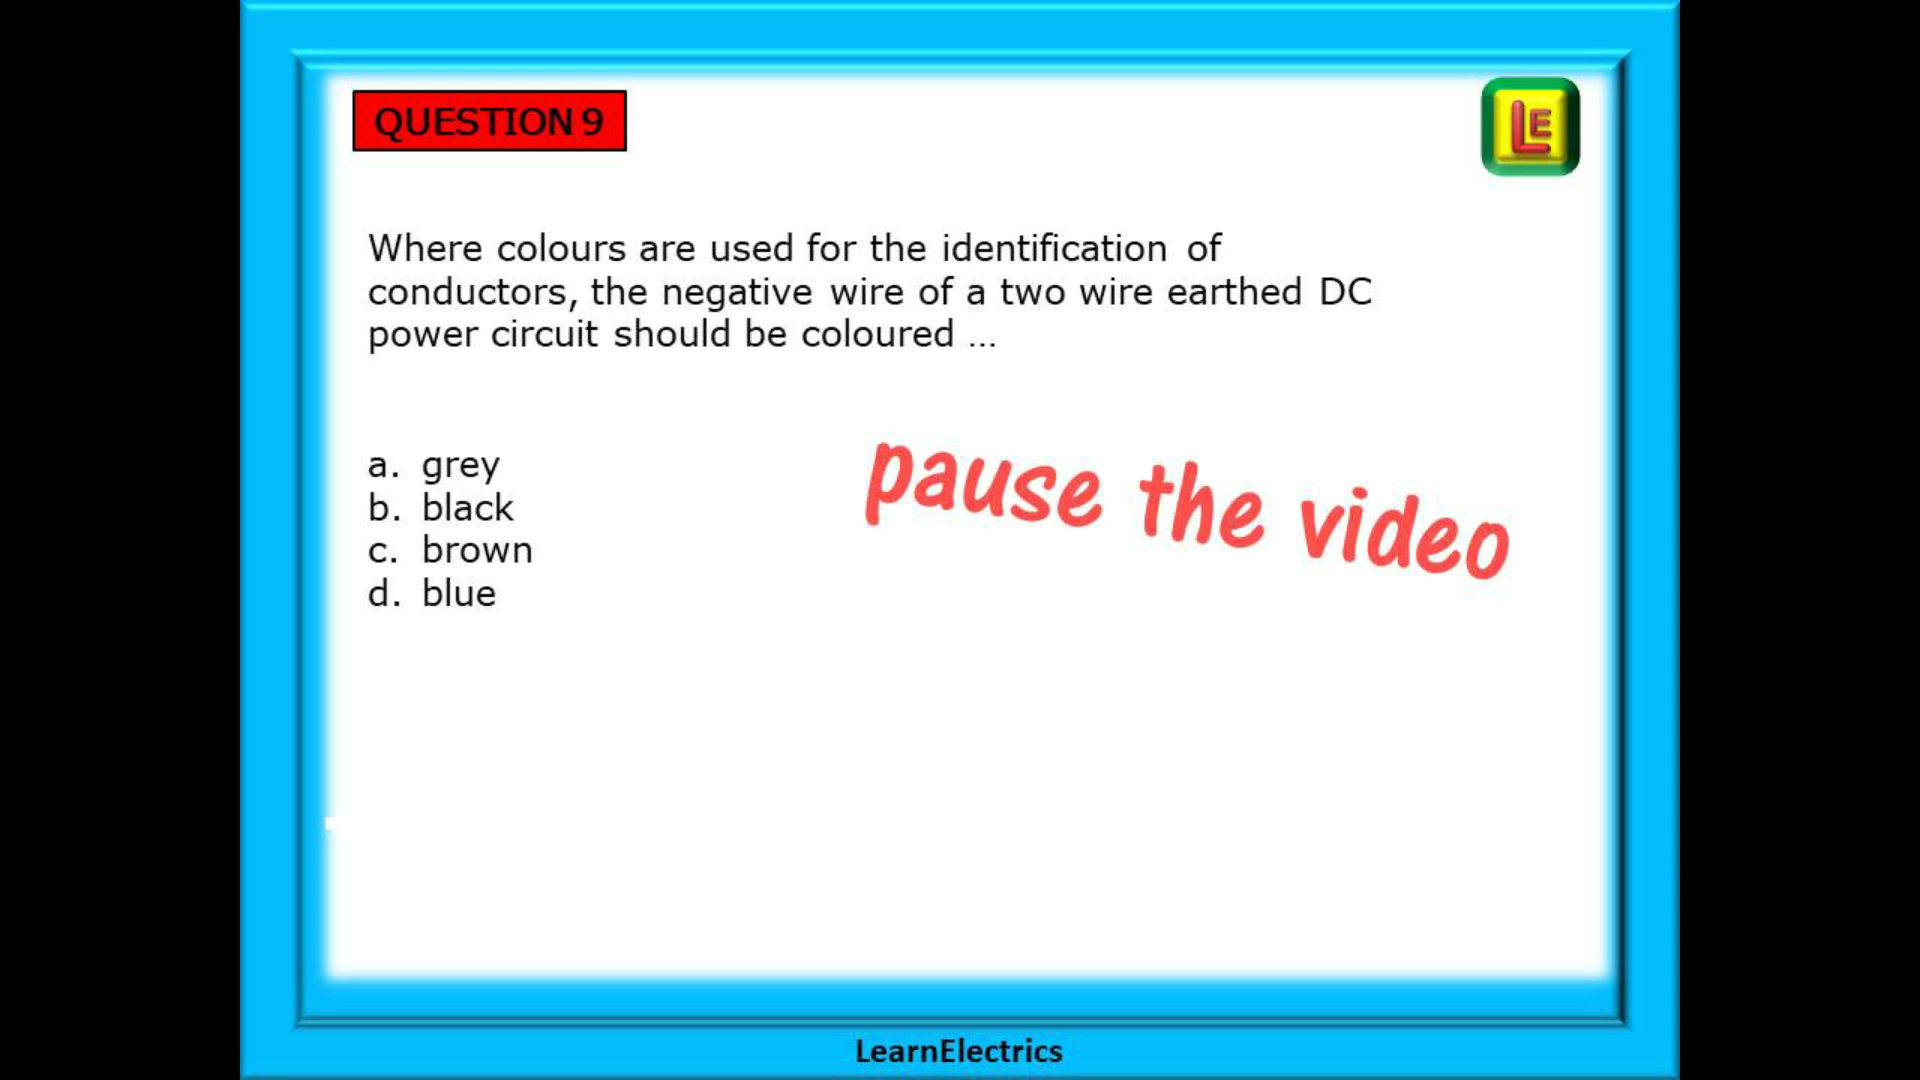 QUESTION 9
LE
Where colours are used for the identification of
conductors, the negative wire of a two wire earthed DC
power circuit should be coloured ...
a. grey
b. black
c. brown
d. blue
pause the video
LearnElectrics